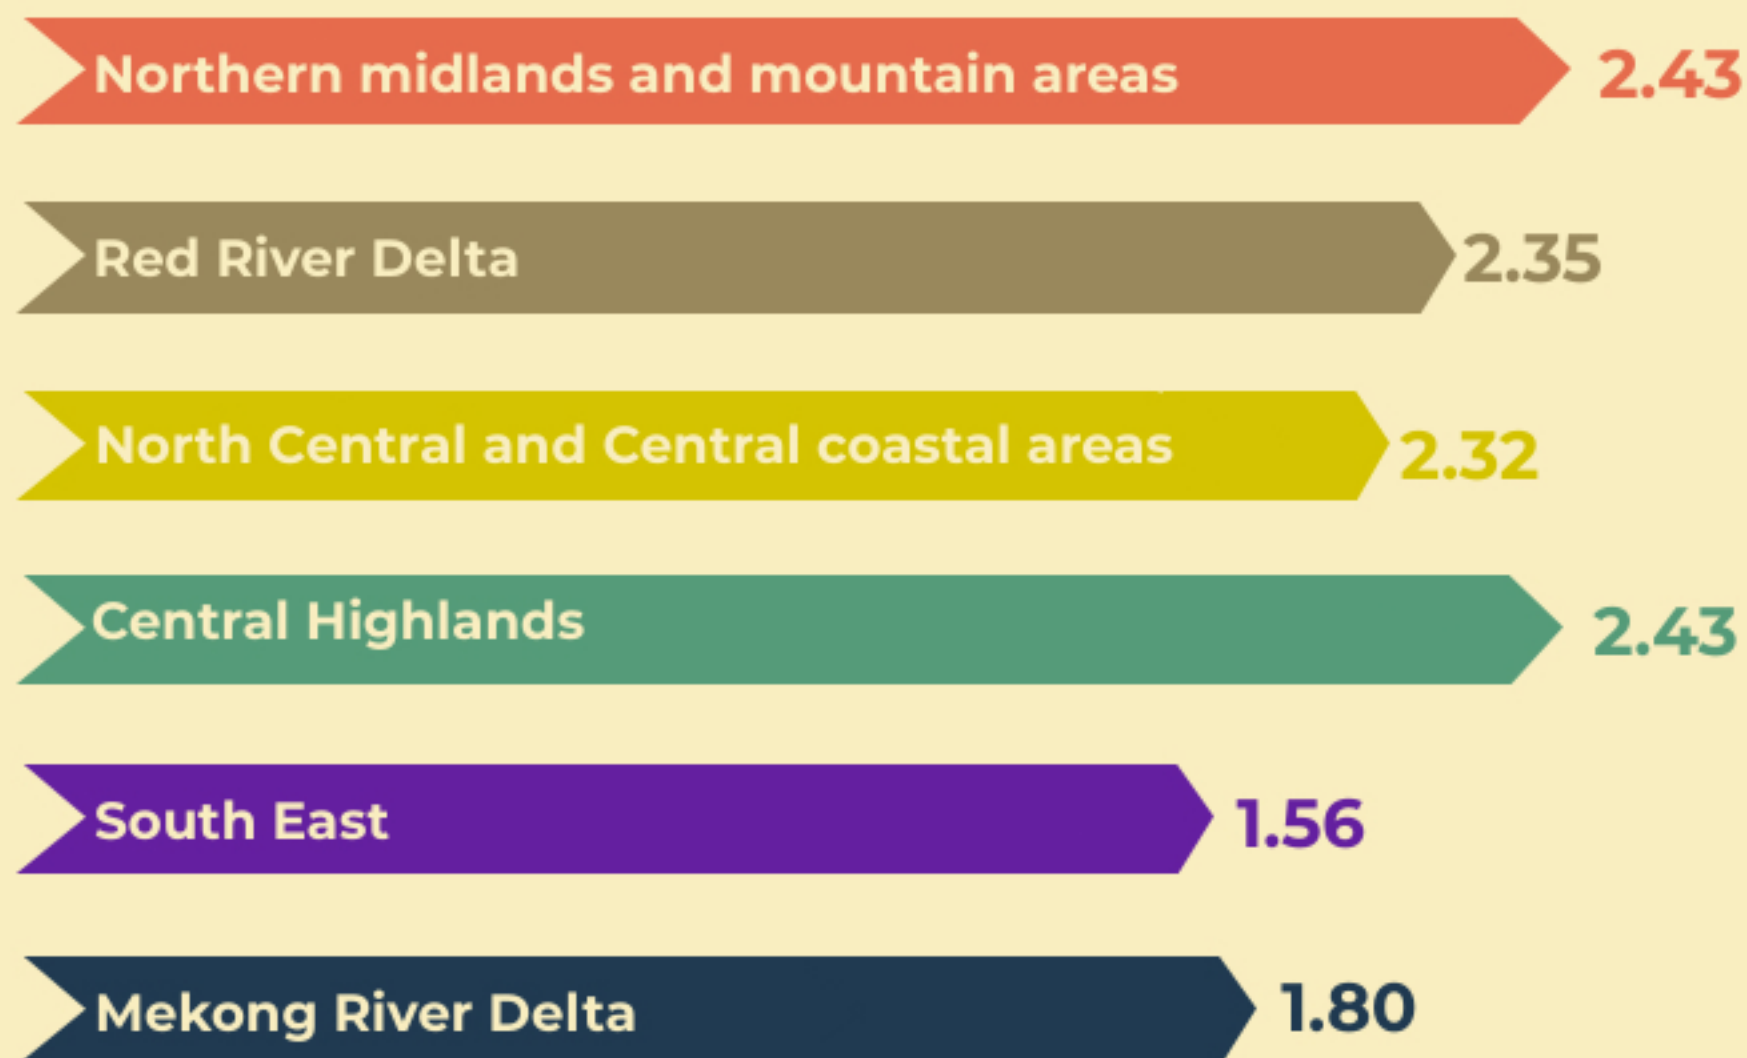 Northern midlands and mountain areas 2.43
Red River Delta 2.35
North Central and Central coastal areas 2.32
Central Highlands 2.43
South East 1.56
Mekong River Delta 1.80